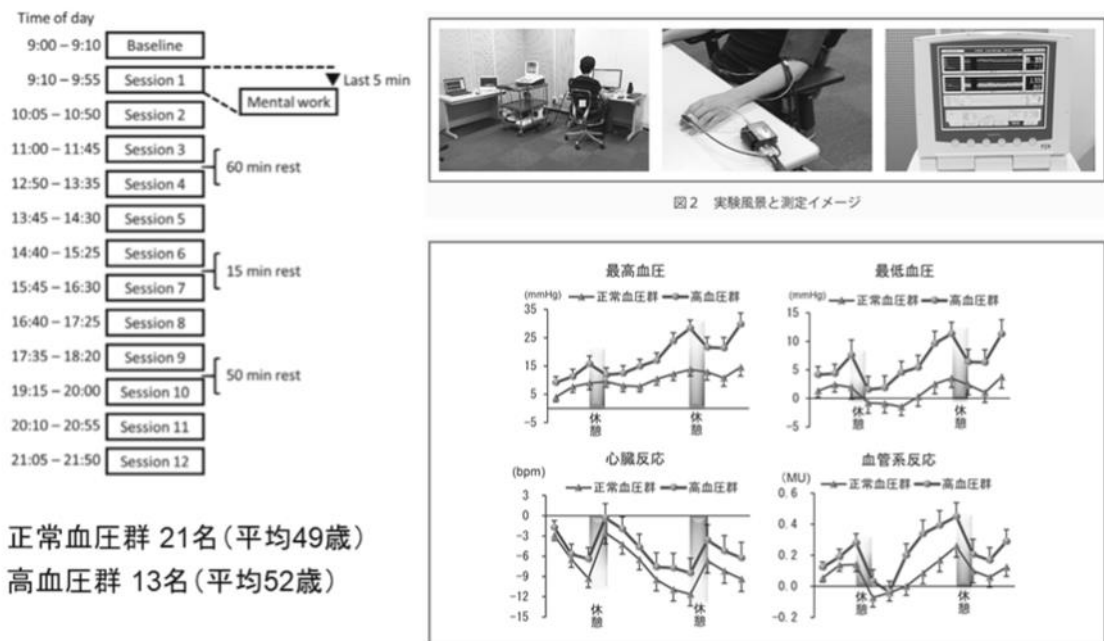 Time of day
9:00 – 9:10 Baseline
9:10 – 9:55 Session 1
Last 5 min
Mental work
10:05 – 10:50 Session 2
11:00 – 11:45 Session 3
60 min rest
12:50 – 13:35 Session 4
13:45 – 14:30 Session 5
14:40 – 15:25 Session 6
15 min rest
15:45 – 16:30 Session 7
16:40 – 17:25 Session 8
17:35 – 18:20 Session 9
50 min rest
19:15 – 20:00 Session 10
20:10 – 20:55 Session 11
21:05 – 21:50 Session 12
正常血圧群 21名(平均49歳)
高血圧群 13名(平均52歳)
図2 実験風景と測定イメージ
最高血圧
(mmHg) 正常血圧群 高血圧群
35
25
15
5
-5
休憩
休憩
最低血圧
(mmHg) 正常血圧群 高血圧群
15
10
5
0
-5
休憩
休憩
心臓反応
(bpm) 正常血圧群 高血圧群
3
0
-3
-6
-9
-12
-15
休憩
休憩
血管系反応
(MU) 正常血圧群 高血圧群
0.6
0.4
0.2
0.0
-0.2
休憩
休憩